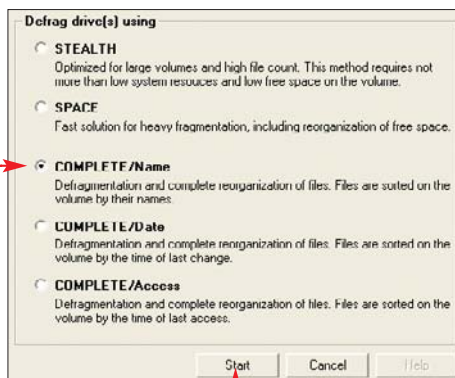 Defrag drive(s) using
STEALTH
Optimized for large volumes and high file count. This method requires not
more than low system resouces and low free space on the volume.
SPACE
Fast solution for heavy fragmentation, including reorganization of free space.
COMPLETE/Name
Defragmentation and complete reorganization of files. Files are sorted on the
volume by their names.
COMPLETE/Date
Defragmentation and complete reorganization of files. Files are sorted on the
volume by the time of last change.
COMPLETE/Access
Defragmentation and complete reorganization of files. Files are sorted on the
volume by the time of last access.
Start Cancel Help